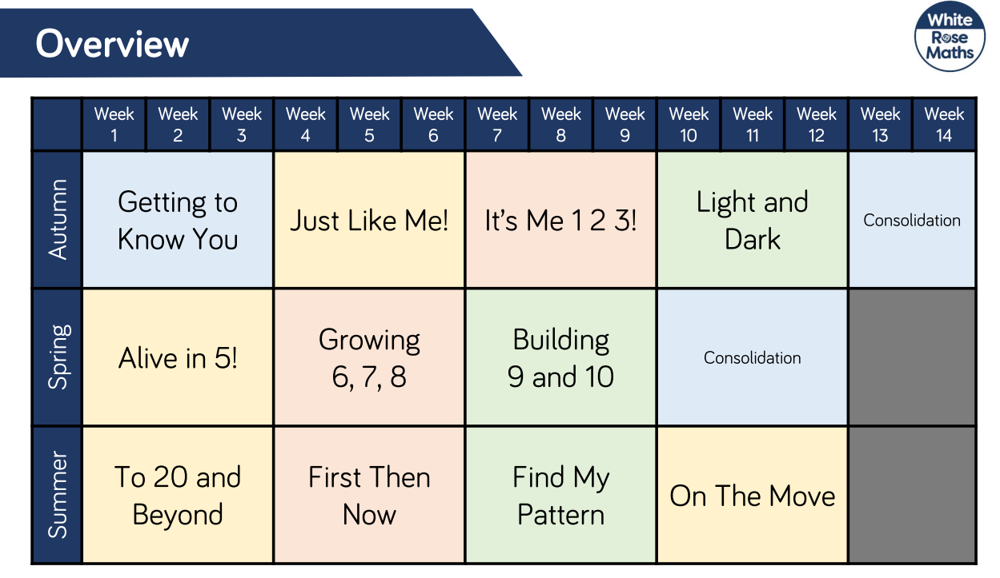 Overview
White
Rose
Maths
Week Week Week Week Week Week Week Week Week Week Week Week Week Week
1 2 3 4 5 6 7 8 9 10 11 12 13 14
Autumn
Getting to
Know You
Just Like Me!
It's Me 1 2 3!
Light and
Dark
Consolidation
Spring
Alive in 5!
Growing
6, 7, 8
Building
9 and 10
Consolidation
Summer
To 20 and
Beyond
First Then
Now
Find My
Pattern
On The Move